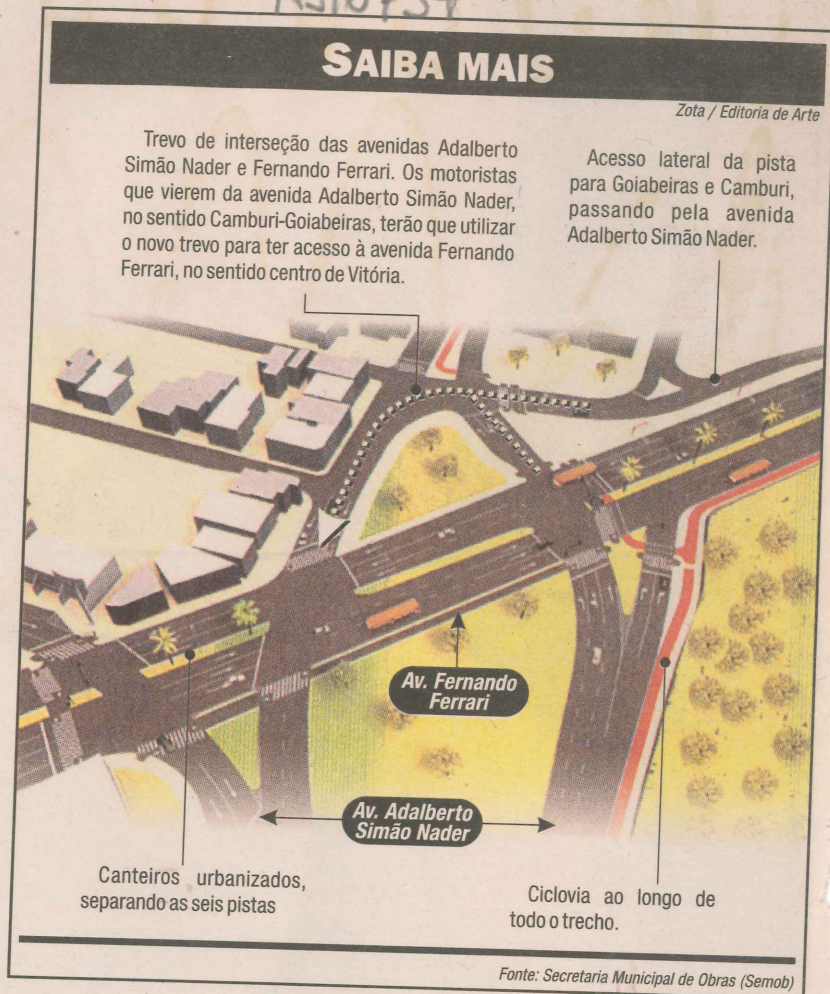 SAIBA MAIS
Zota / Editoria de Arte
Trevo de interseção das avenidas Adalberto
Simão Nader e Fernando Ferrari. Os motoristas
que vierem da avenida Adalberto Simão Nader,
no sentido Camburi-Goiabeiras, terão que utilizar
o novo trevo para ter acesso à avenida Fernando
Ferrari, no sentido centro de Vitória.
Acesso lateral da pista
para Goiabeiras e Camburi,
passando pela avenida
Adalberto Simão Nader.
Av. Fernando
Ferrari
Av. Adalberto
Simão Nader
Canteiros urbanizados,
separando as seis pistas
Ciclovia ao longo de
todo o trecho.
Fonte: Secretaria Municipal de Obras (Semob)